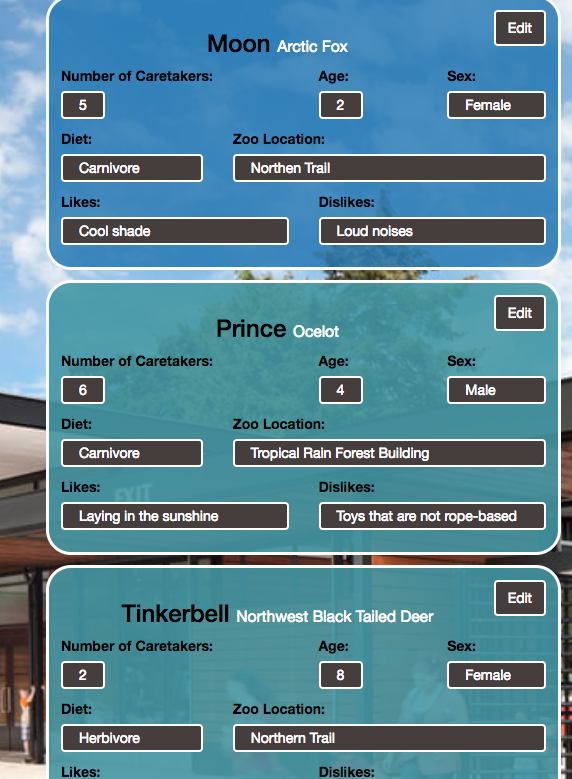 Edit
Moon Arctic Fox
Number of Caretakers: Age: Sex:
5 2 Female
Diet: Zoo Location:
Carnivore Northen Trail
Likes: Dislikes:
Cool shade Loud noises
Edit
Prince Ocelot
Number of Caretakers: Age: Sex:
6 4 Male
Diet: Zoo Location:
Carnivore Tropical Rain Forest Building
Likes: Dislikes:
EXIT
Laying in the sunshine Toys that are not rope-based
Edit
Tinkerbell Northwest Black Tailed Deer
Number of Caretakers: Age: Sex:
2 8 Female
Diet: Zoo Location:
Herbivore Northern Trail
Likes: Dislikes: